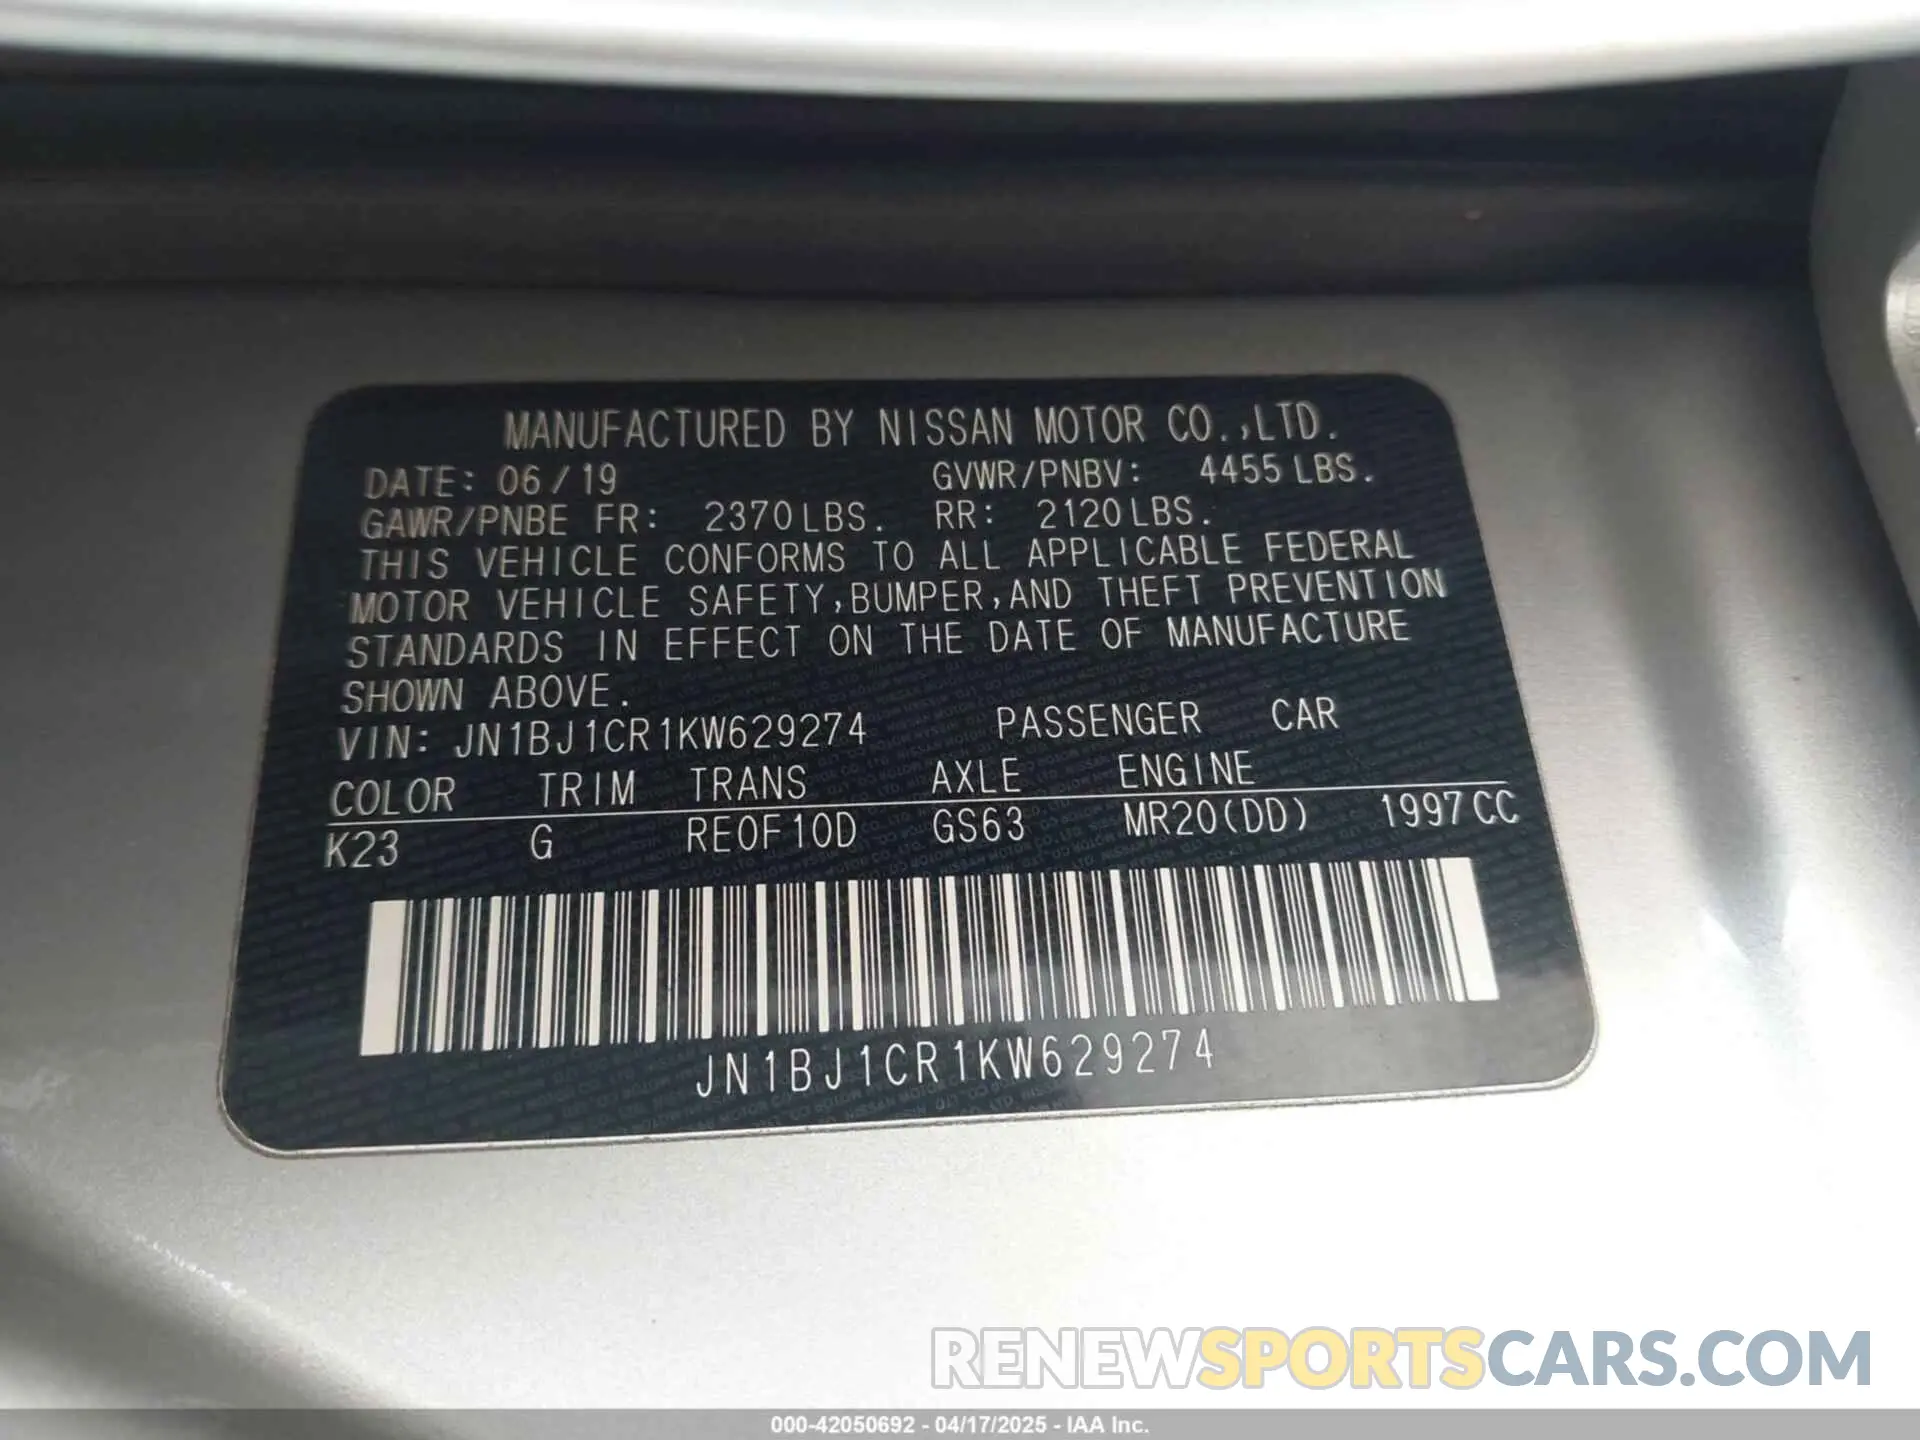 MANUFACTURED BY NISSAN MOTOR CO.,LTD.
DATE: 06/19 GVWR/PNBV: 4455 LBS.
GAWR/PNBE FR: 2370 LBS. RR: 2120 LBS.
THIS VEHICLE CONFORMS TO ALL APPLICABLE FEDERAL
MOTOR VEHICLE SAFETY,BUMPER,AND THEFT PREVENTION
STANDARDS IN EFFECT ON THE DATE OF MANUFACTURE
SHOWN ABOVE.
VIN: JN1BJ1CR1KW629274 PASSENGER CAR
COLOR TRIM TRANS AXLE ENGINE
K23 G RE0F10D GS63 MR20(DD) 1997 CC
JN1BJ1CR1KW629274
RENEWSPORTSCARS.COM
000-42050692 - 04/17/2025 - IAA Inc.